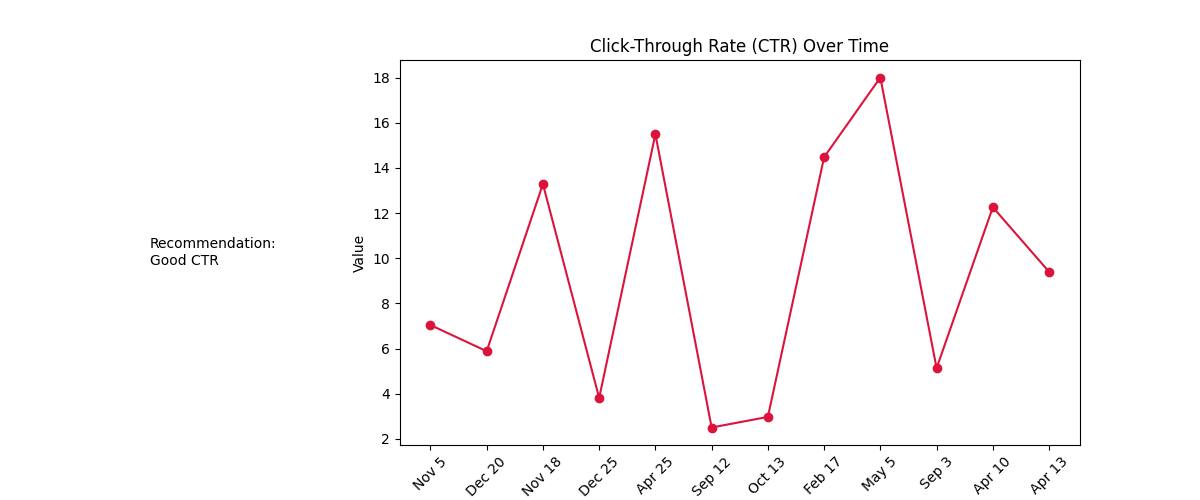 Click-Through Rate (CTR) Over Time
18
16
14
12
10
8
6
4
2
Value
Recommendation:
Good CTR
Nov 5
Dec 20
Nov 18
Dec 25
Apr 25
Sep 12
Oct 13
Feb 17
May 5
Sep 3
Apr 10
Apr 13